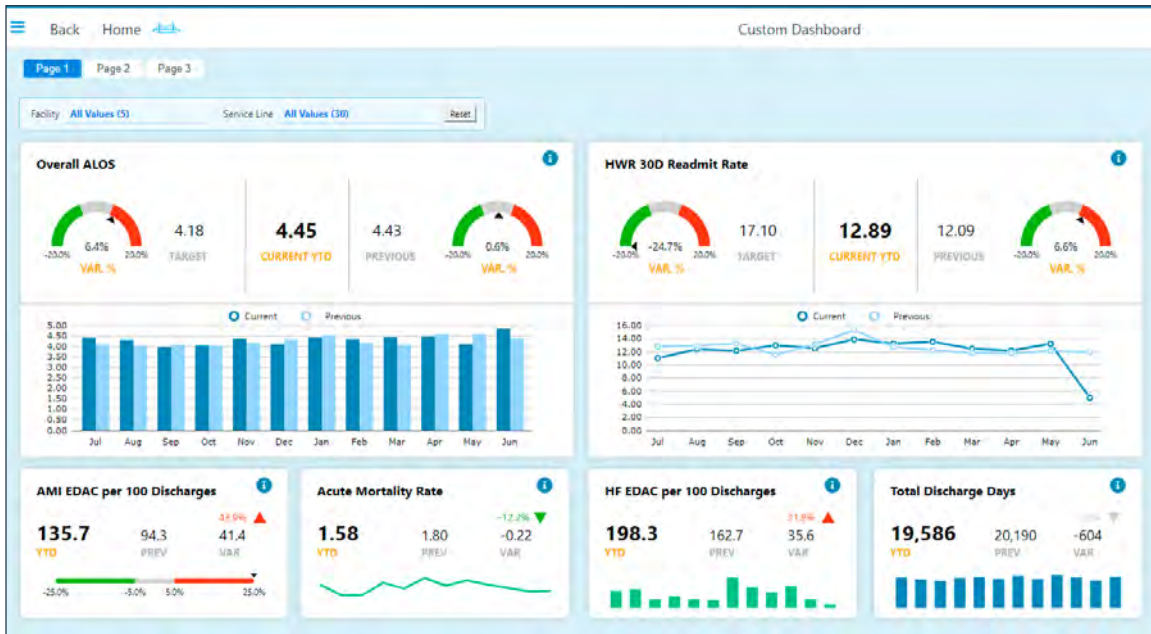 Back Home Custom Dashboard
Page 1 Page 2 Page 3
Facility All Values (5) Service Line All Values (30) Reset
Overall ALOS
6.4%
-20.0% 20.0%
VAR. %
4.18
TARGET
4.45
CURRENT YTD
4.43
PREVIOUS
0.6%
-20.0% 20.0%
VAR. %
Current Previous
5.00
4.50
4.00
3.50
3.00
2.50
2.00
1.50
1.00
0.50
0.00
Jul Aug Sep Oct Nov Dec Jan Feb Mar Apr May Jun
HWR 30D Readmit Rate
-24.7%
-20.0% 20.0%
VAR. %
17.10
TARGET
12.89
CURRENT YTD
12.09
PREVIOUS
6.6%
-20.0% 20.0%
VAR. %
Current Previous
16.00
14.00
12.00
10.00
8.00
6.00
4.00
2.00
0.00
Jul Aug Sep Oct Nov Dec Jan Feb Mar Apr May Jun
AMI EDAC per 100 Discharges
43.9%
135.7 94.3 41.4
YTD PREV VAR
-25.0% -5.0% 5.0% 25.0%
Acute Mortality Rate
-12.2%
1.58 1.80 -0.22
YTD PREV VAR
HF EDAC per 100 Discharges
21.8%
198.3 162.7 35.6
YTD PREV VAR
Total Discharge Days
19,586 20,190 -604
YTD PREV VAR